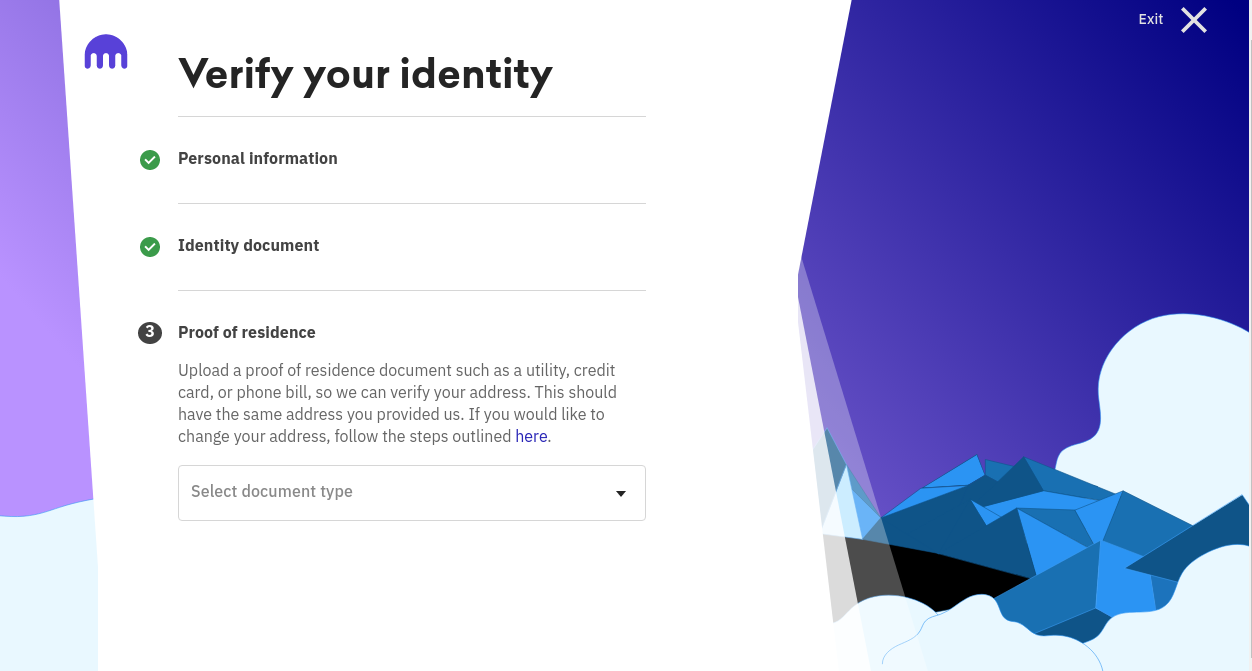 Exit
Verify your identity
Personal information
Identity document
3 Proof of residence
Upload a proof of residence document such as a utility, credit
card, or phone bill, so we can verify your address. This should
have the same address you provided us. If you would like to
change your address, follow the steps outlined here.
Select document type